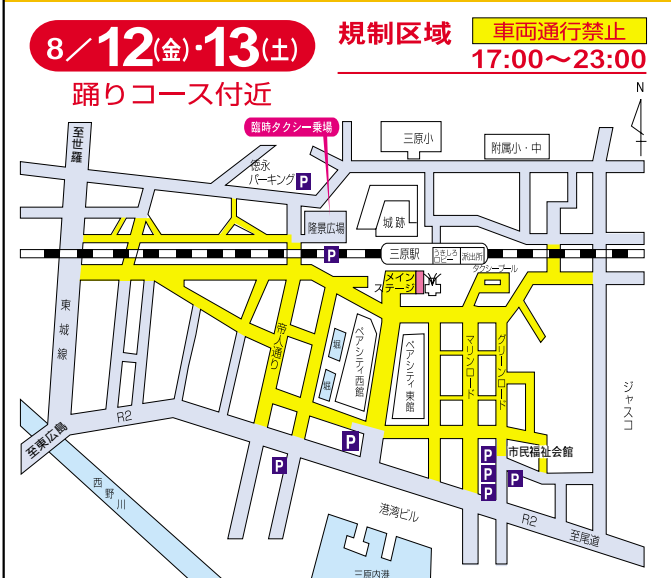 8／12(金)・13(土)
規制区域
車両通行禁止
17:00〜23:00
踊りコース付近
N
臨時タクシー乗場
至世羅
三原小
附属小・中
徳永
パーキング
P
隆景広場
城跡
P
三原駅
うきしろ
ロビー
派出所
タクシープール
メイン
ステージ
東城線
帝人通り
堀
堀
ペアシティ西館
ペアシティ東館
マリンロード
グリーンロード
ジャスコ
R2
至東広島
P
P
P
P
P
P
市民福祉会館
西野川
港湾ビル
R2
至尾道
三原内港